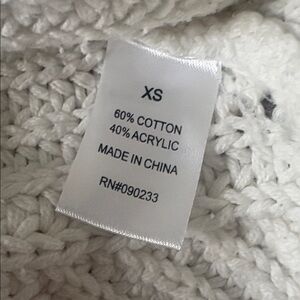 XS
60% COTTON
40% ACRYLIC
MADE IN CHINA
RN#090233